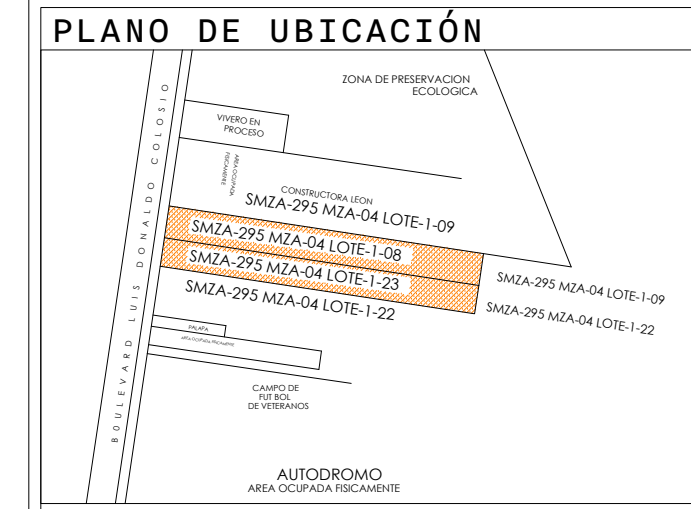 PLANO DE UBICACIÓN
ZONA DE PRESERVACION
ECOLOGICA
VIVERO EN
PROCESO
AREA OCUPADA
FISICAMENTE
CONSTRUCTORA LEON
SMZA-295 MZA-04 LOTE-1-09
SMZA-295 MZA-04 LOTE-1-08
SMZA-295 MZA-04 LOTE-1-23
SMZA-295 MZA-04 LOTE-1-22
SMZA-295 MZA-04 LOTE-1-09
SMZA-295 MZA-04 LOTE-1-22
BOULEVARD LUIS DONALDO COLOSIO
PALAPA
AREA OCUPADA FISICAMENTE
CAMPO DE
FUT BOL
DE VETERANOS
AUTODROMO
AREA OCUPADA FISICAMENTE